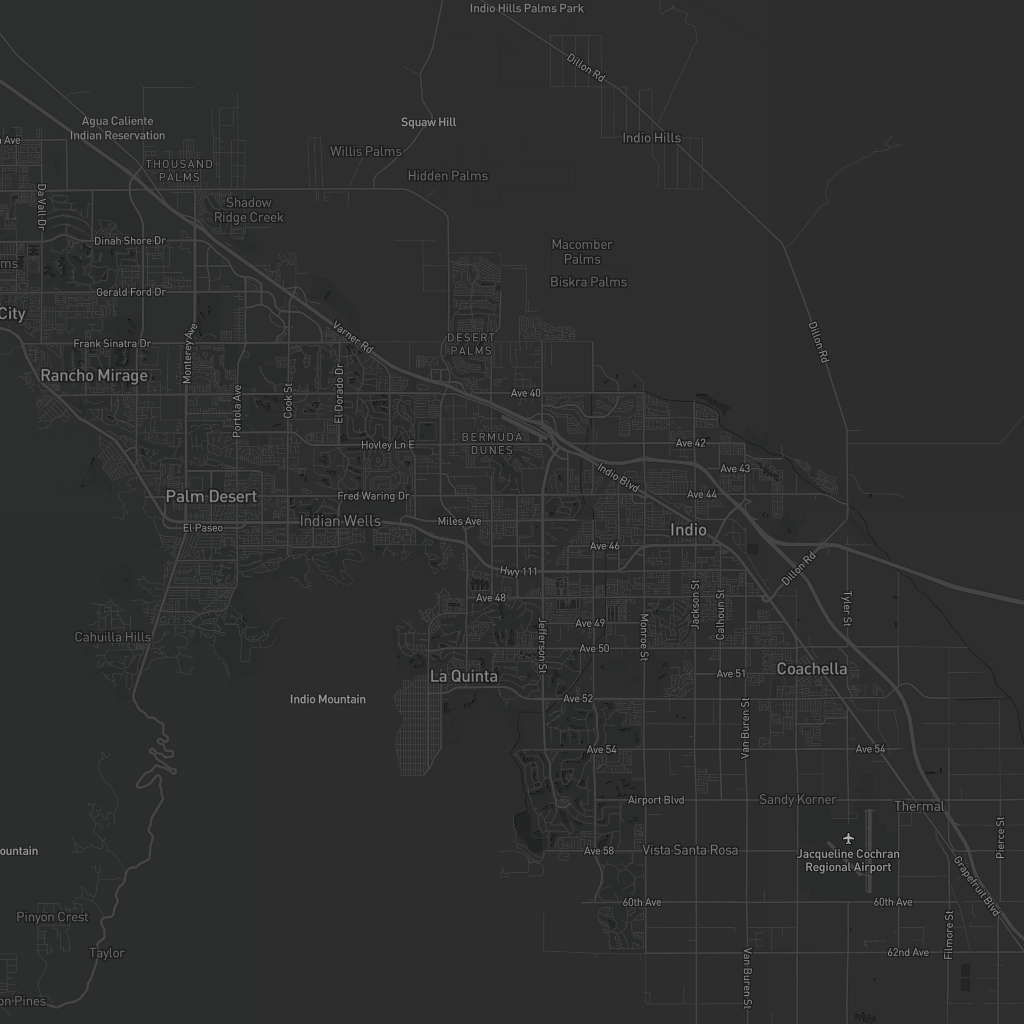 Indio Hills Palms Park
Dillon Rd
Agua Caliente
Indian Reservation
Squaw Hill
Ave
Willis Palms
Indio Hills
THOUSAND
PALMS
Hidden Palms
Da Vall Dr
Shadow
Ridge Creek
Dinah Shore Dr
Macomber
Palms
ms
Biskra Palms
Gerald Ford Dr
City
Varner Rd
Dillon Rd
Frank Sinatra Dr
Monterey Ave
DESERT
PALMS
Rancho Mirage
Portola Ave
Cook St
El Dorado Dr
Ave 40
Hovley Ln E
BERMUDA
DUNES
Ave 42
Ave 43
Indio Blvd
Palm Desert
Fred Waring Dr
Ave 44
El Paseo
Indian Wells
Miles Ave
Indio
Ave 46
Hwy 111
Dillon Rd
Ave 48
Jackson St
Calhoun St
Tyler St
Cahuilla Hills
Jefferson St
Ave 49
Monroe St
Ave 50
La Quinta
Ave 51
Coachella
Indio Mountain
Ave 52
Van Buren St
Ave 54
Ave 54
Airport Blvd
Sandy Korner
Thermal
ountain
Ave 58
Vista Santa Rosa
Jacqueline Cochran
Regional Airport
Pierce St
Grapefruit Blvd
60th Ave
60th Ave
Pinyon Crest
Filmore St
Taylor
62nd Ave
Van Buren St
on Pines